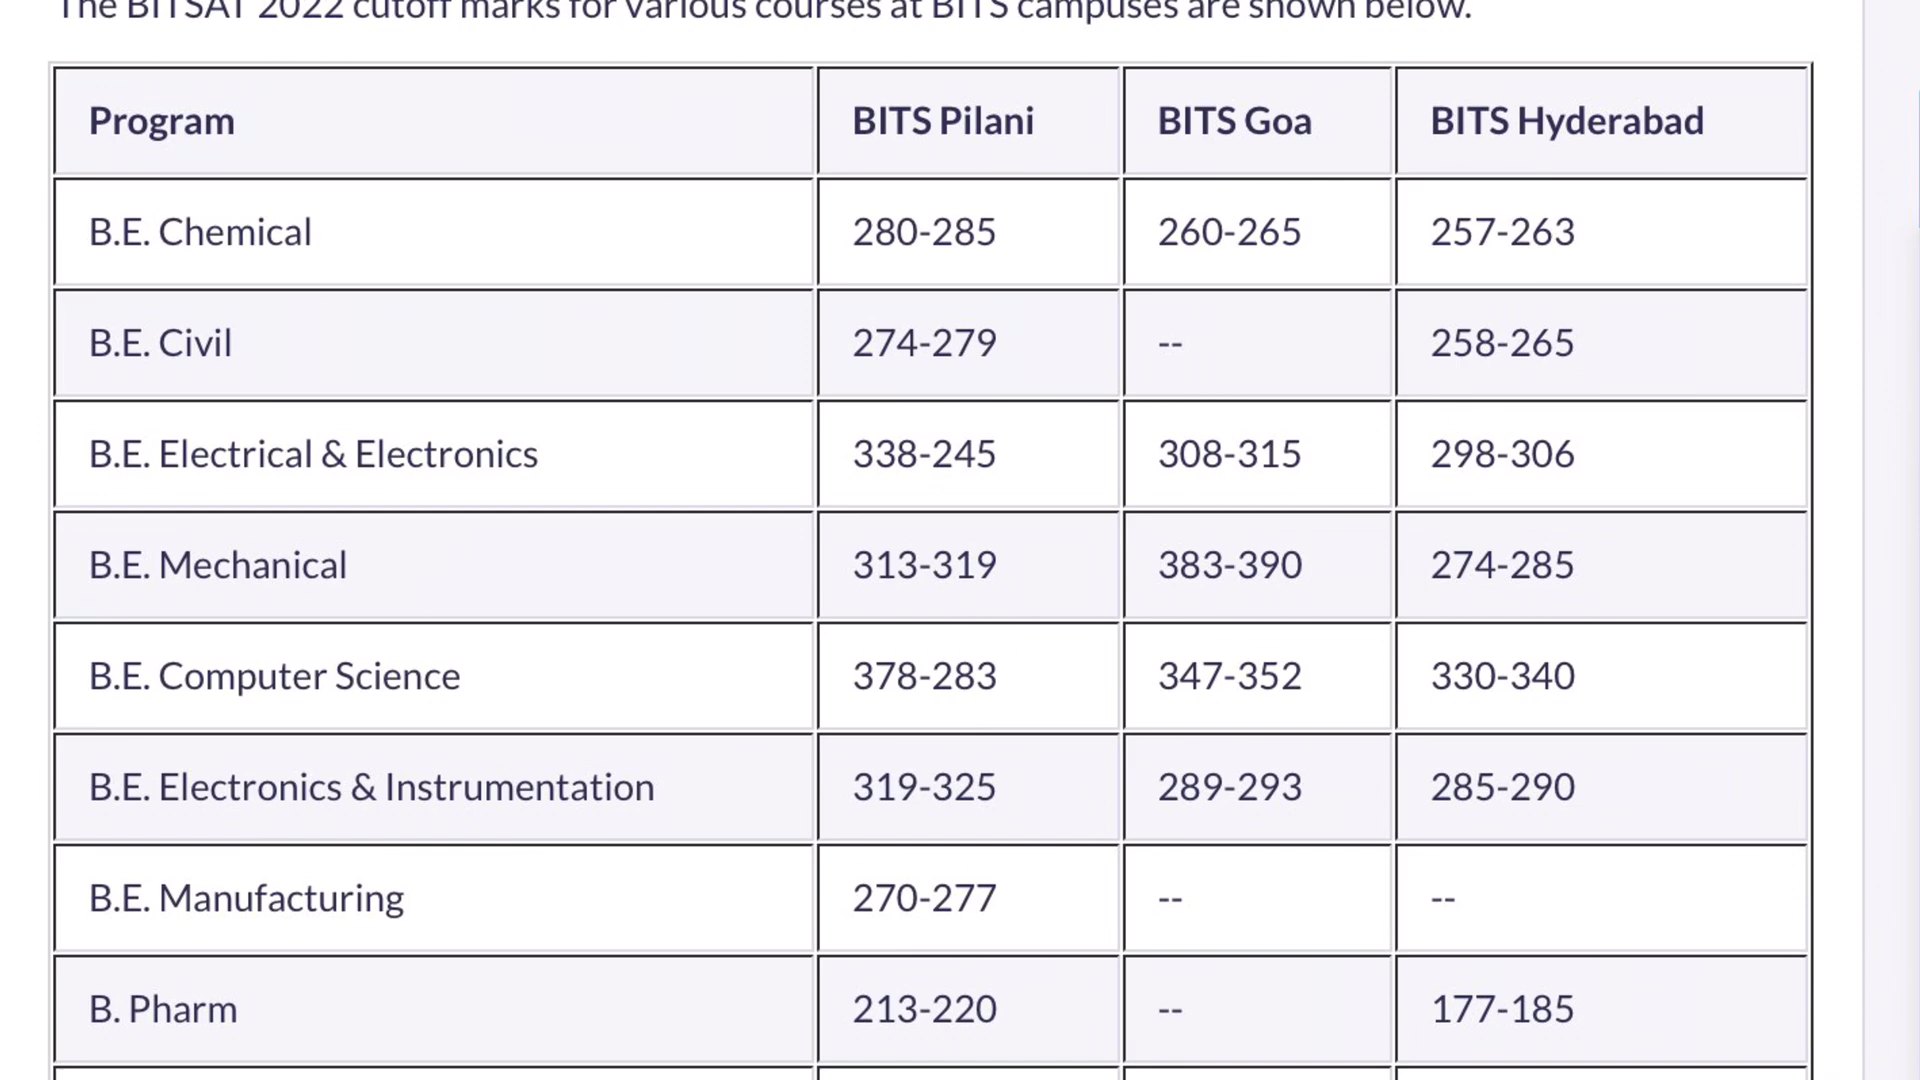 The BITSAT 2022 cutoff marks for various courses at BITS campuses are shown below.
Program BITS Pilani BITS Goa BITS Hyderabad
B.E. Chemical 280-285 260-265 257-263
B.E. Civil 274-279 -- 258-265
B.E. Electrical & Electronics 338-245 308-315 298-306
B.E. Mechanical 313-319 383-390 274-285
B.E. Computer Science 378-283 347-352 330-340
B.E. Electronics & Instrumentation 319-325 289-293 285-290
B.E. Manufacturing 270-277 -- --
B. Pharm 213-220 -- 177-185